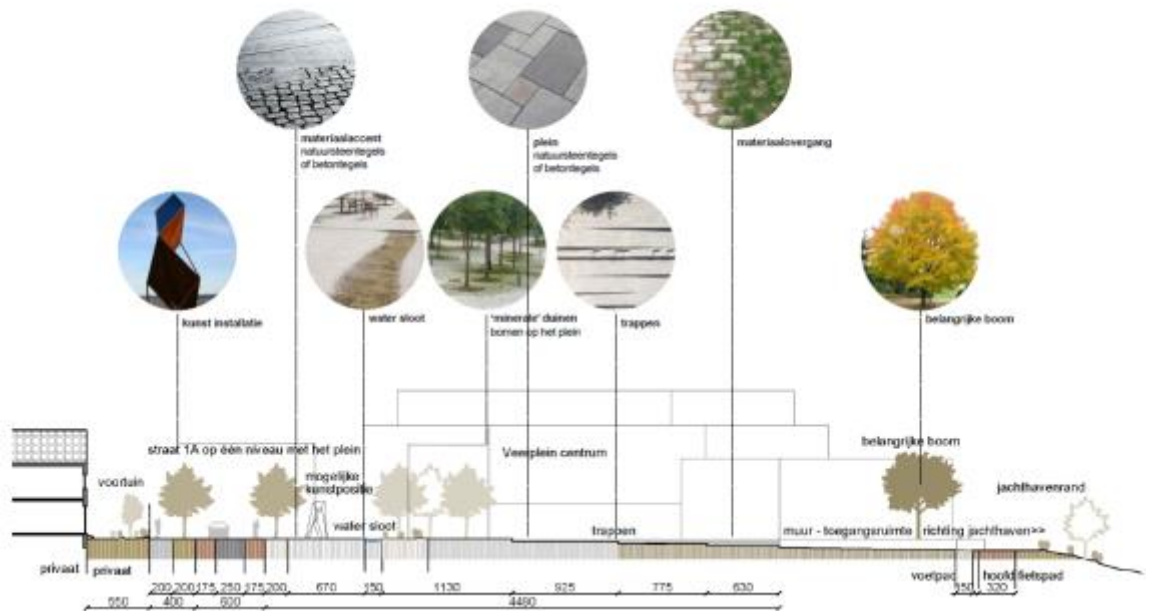 materiaalaccent
natuursteentegels
of betontegels
plein
natuursteentegels
of betontegels
materiaalovergang
kunst installatie
water sloot
'minerale' duinen
bomen op het plein
trappen
belangrijke boom
straat 1A op één niveau met het plein
Veerplein centrum
belangrijke boom
voortuin
mogelijke
kunstpositie
jachthavenrand
water sloot
trappen
muur - toegangsruimte
richting jachthaven>>
privaat
privaat
voetpad
hoofd fietspad
200 200 175 250 175 200 670 150 1130 925 775 630 150 320
550 400 600 4480